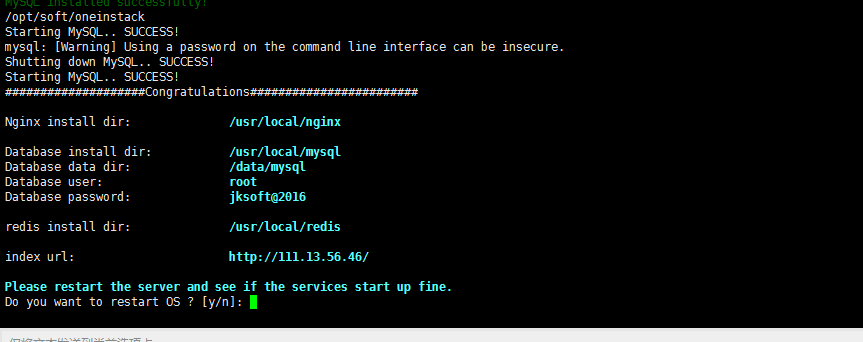 MySQL installed successfully!
/opt/soft/oneinstack
Starting MySQL.. SUCCESS!
mysql: [Warning] Using a password on the command line interface can be insecure.
Shutting down MySQL.. SUCCESS!
Starting MySQL.. SUCCESS!
####################Congratulations########################
Nginx install dir: /usr/local/nginx
Database install dir: /usr/local/mysql
Database data dir: /data/mysql
Database user: root
Database password: jksoft@2016
redis install dir: /usr/local/redis
index url: http://111.13.56.46/
Please restart the server and see if the services start up fine.
Do you want to restart OS ? [y/n]: